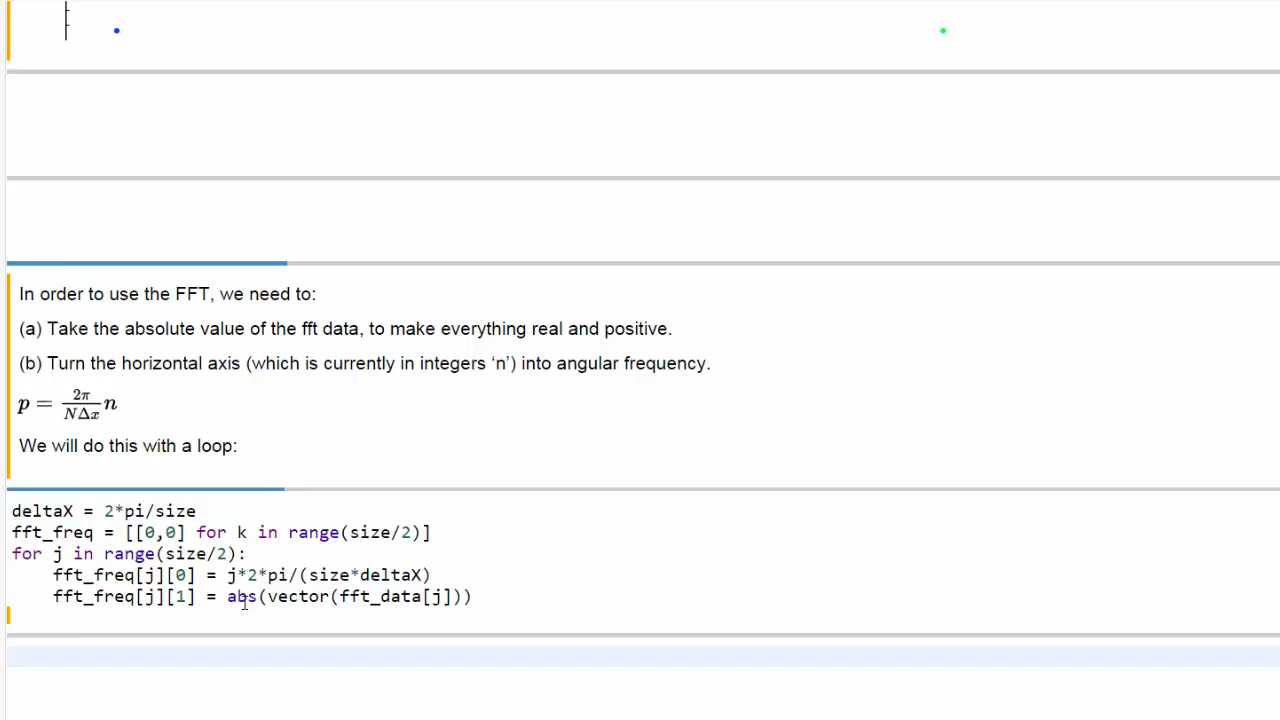 In order to use the FFT, we need to:
(a) Take the absolute value of the fft data, to make everything real and positive.
(b) Turn the horizontal axis (which is currently in integers ‘n’) into angular frequency.
p = 2π/NΔx n
We will do this with a loop:
deltaX = 2*pi/size
fft_freq = [[0,0] for k in range(size/2)]
for j in range(size/2):
    fft_freq[j][0] = j*2*pi/(size*deltaX)
    fft_freq[j][1] = abs(vector(fft_data[j]))